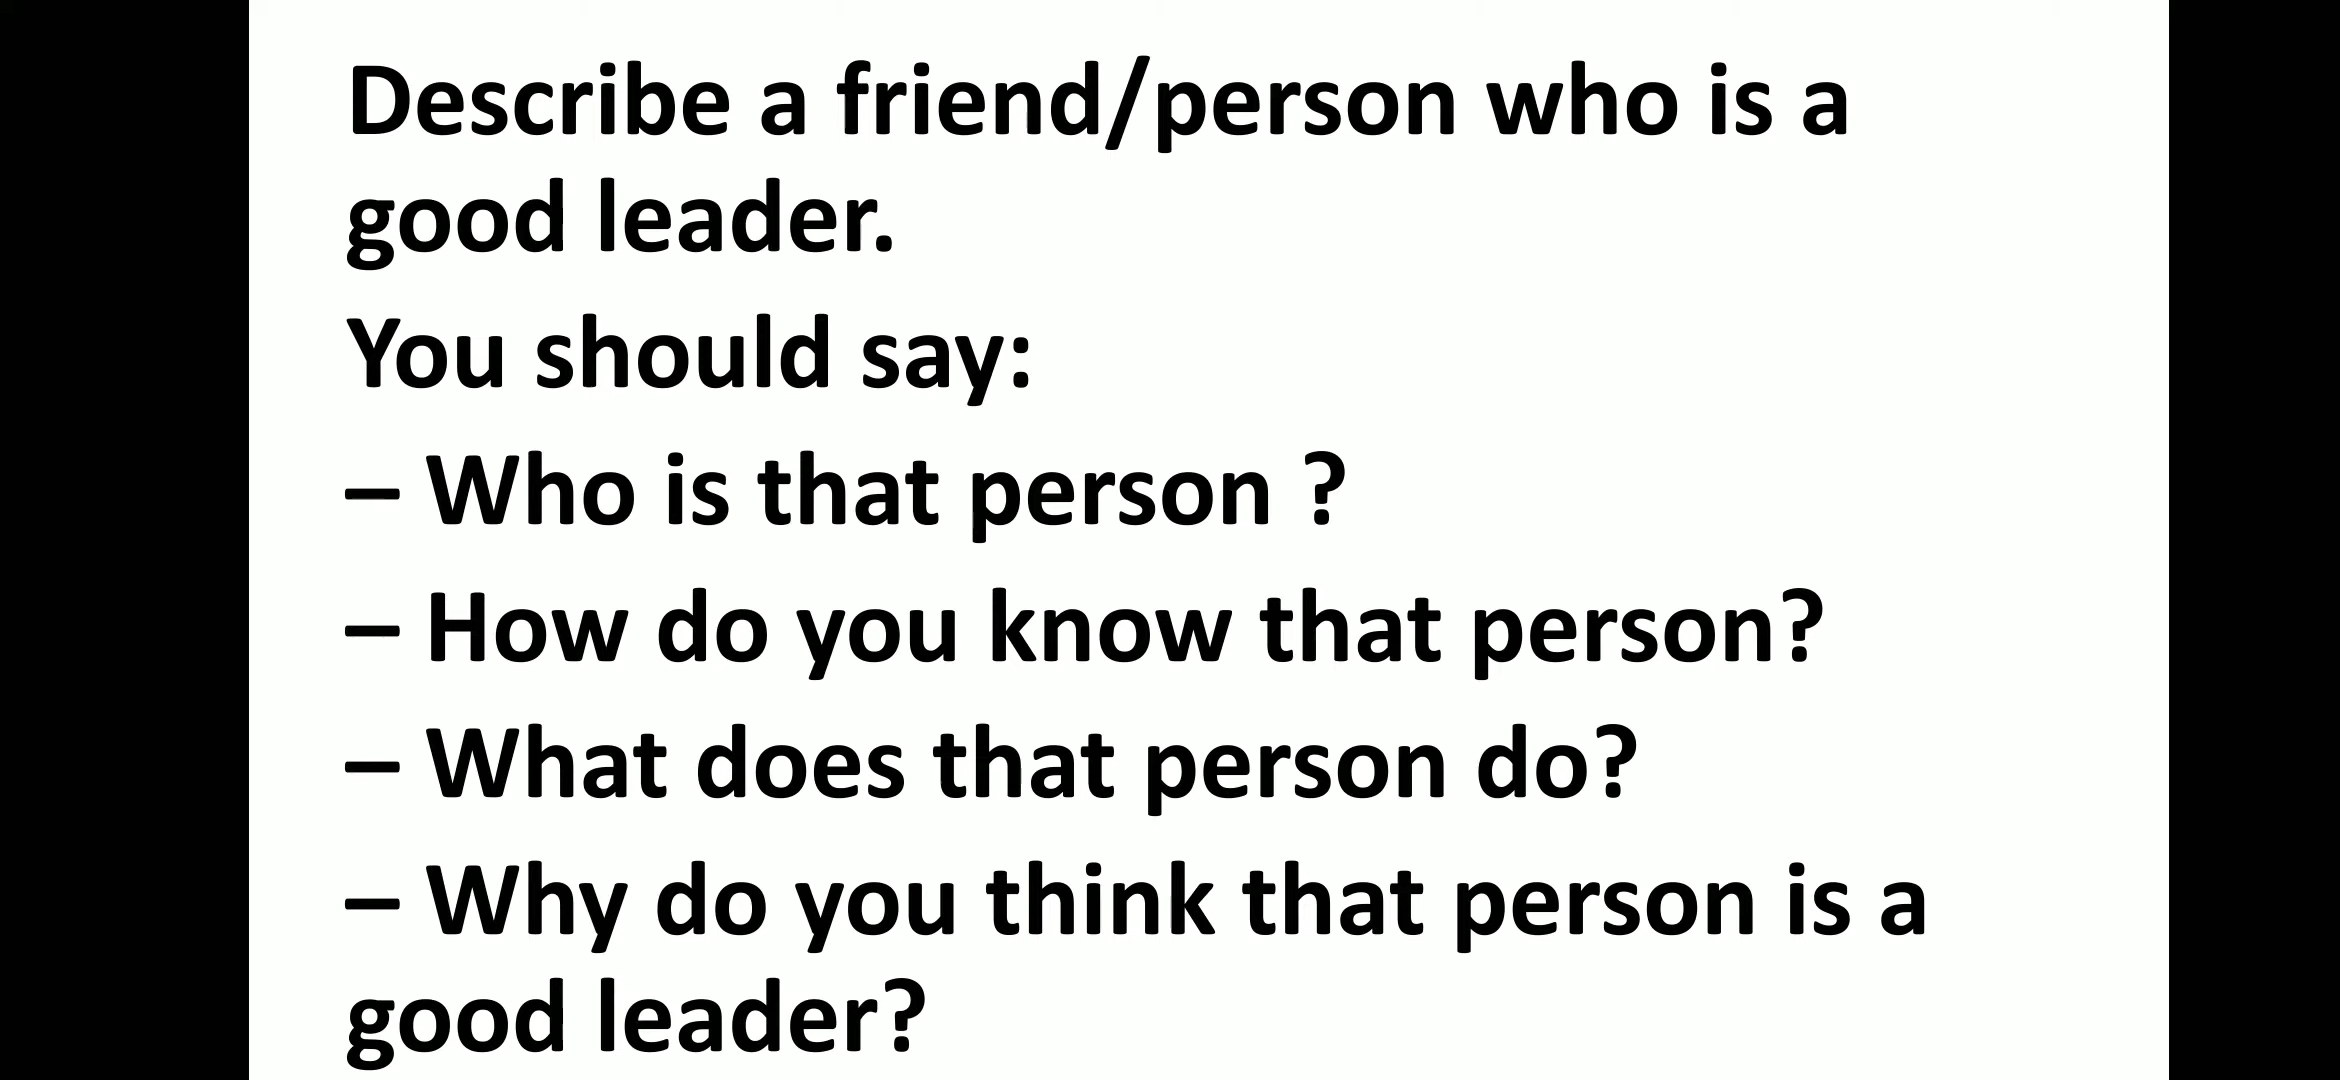 Describe a friend/person who is a
good leader.
You should say:
– Who is that person ?
– How do you know that person?
– What does that person do?
– Why do you think that person is a
good leader?